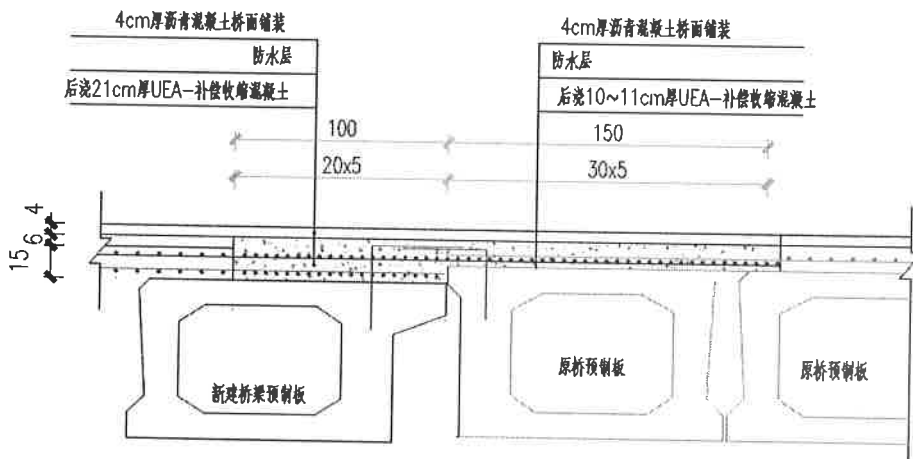 4cm厚沥青混凝土桥面铺装
防水层
后浇21cm厚UEA-补偿收缩混凝土
4cm厚沥青混凝土桥面铺装
防水层
后浇10~11cm厚UEA-补偿收缩混凝土
100
150
20x5
30x5
4
6
15
新建桥梁预制板
原桥预制板
原桥预制板